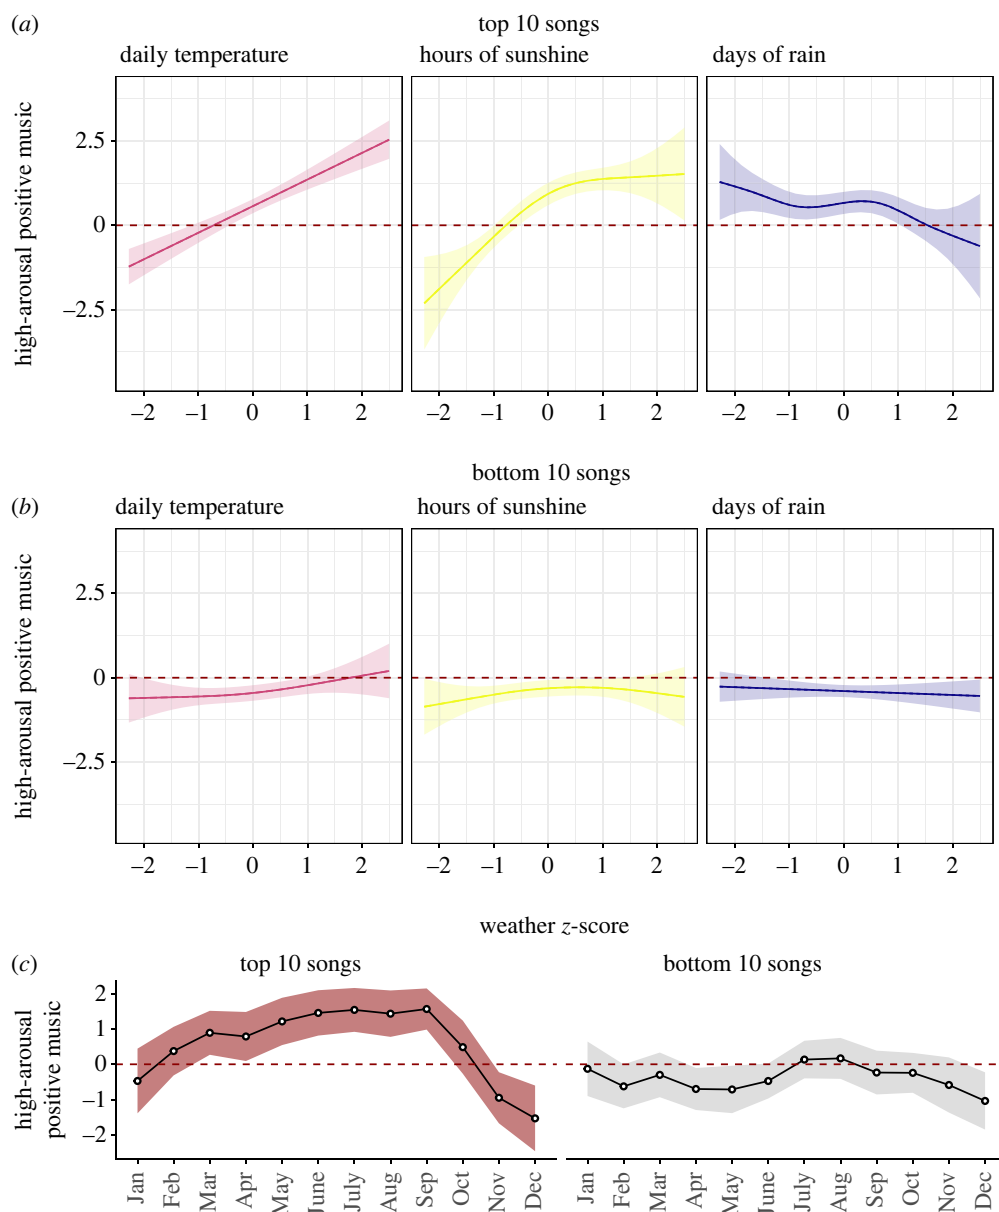 (a)
top 10 songs
daily temperature hours of sunshine days of rain
high-arousal positive music
2.5
0
–2.5
–2 –1 0 1 2 –2 –1 0 1 2 –2 –1 0 1 2
bottom 10 songs
(b)
daily temperature hours of sunshine days of rain
high-arousal positive music
2.5
0
–2.5
–2 –1 0 1 2 –2 –1 0 1 2 –2 –1 0 1 2
weather z-score
(c)
top 10 songs bottom 10 songs
high-arousal
positive music
2
1
0
–1
–2
Jan Feb Mar Apr May June July Aug Sep Oct Nov Dec Jan Feb Mar Apr May June July Aug Sep Oct Nov Dec